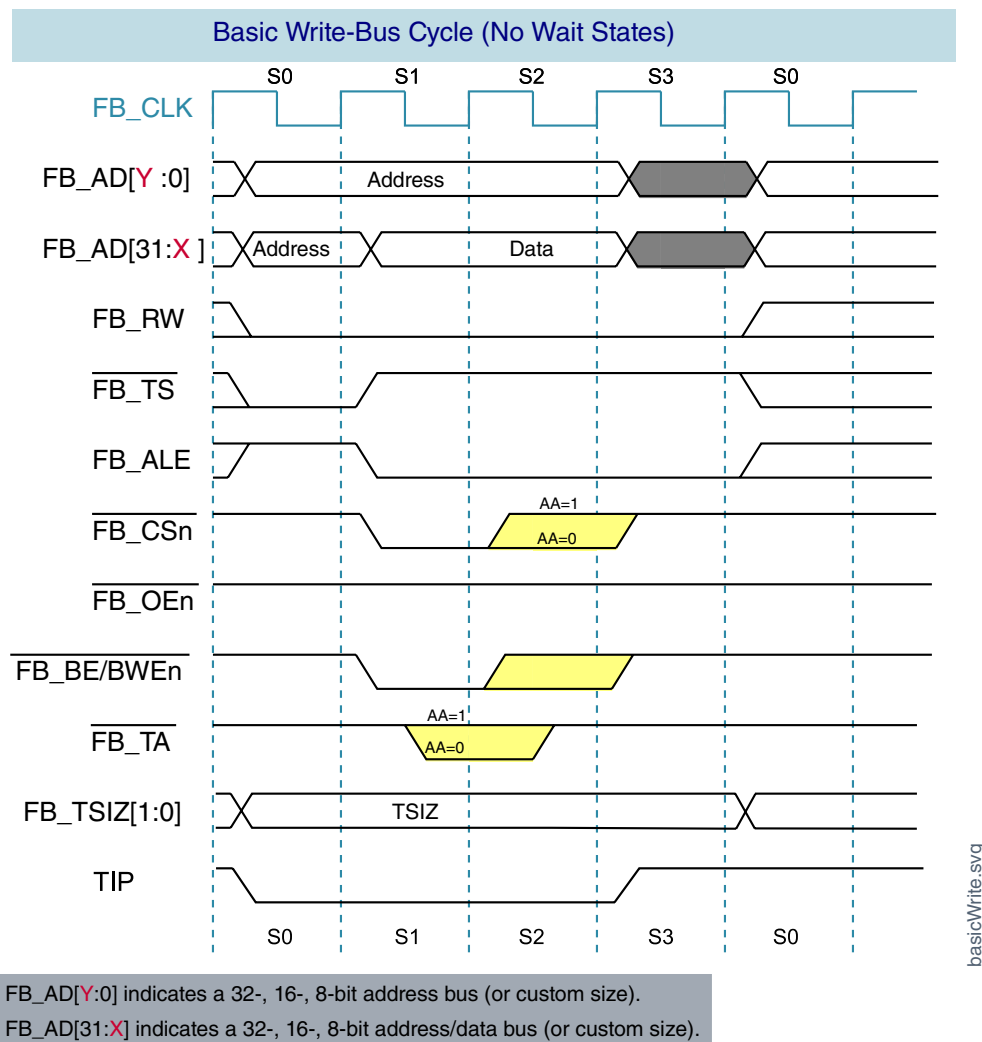 Basic Write-Bus Cycle (No Wait States)
S0 S1 S2 S3 S0
FB_CLK
FB_AD[Y :0] Address
FB_AD[31:X ] Address Data
FB_RW
FB_TS
FB_ALE
AA=1
FB_CSn AA=0
FB_OEn
FB_BE/BWEn
AA=1
FB_TA AA=0
FB_TSIZ[1:0] TSIZ
TIP
S0 S1 S2 S3 S0
basicWrite.svg
FB_AD[Y:0] indicates a 32-, 16-, 8-bit address bus (or custom size).
FB_AD[31:X] indicates a 32-, 16-, 8-bit address/data bus (or custom size).